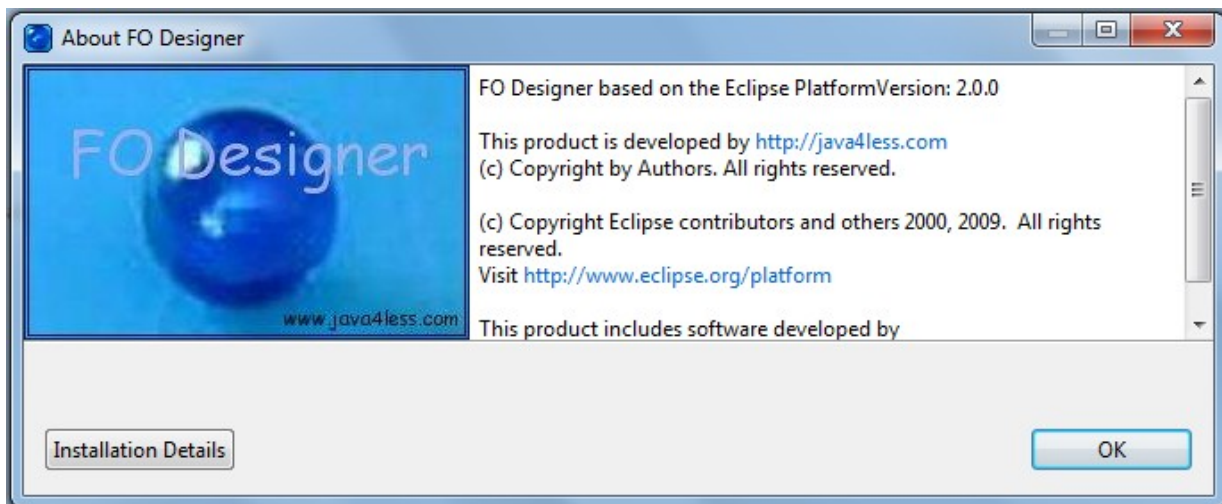 About FO Designer
FO Designer
www.java4less.com
FO Designer based on the Eclipse PlatformVersion: 2.0.0
This product is developed by http://java4less.com
(c) Copyright by Authors. All rights reserved.
(c) Copyright Eclipse contributors and others 2000, 2009.  All rights
reserved.
Visit http://www.eclipse.org/platform
This product includes software developed by
Installation Details
OK